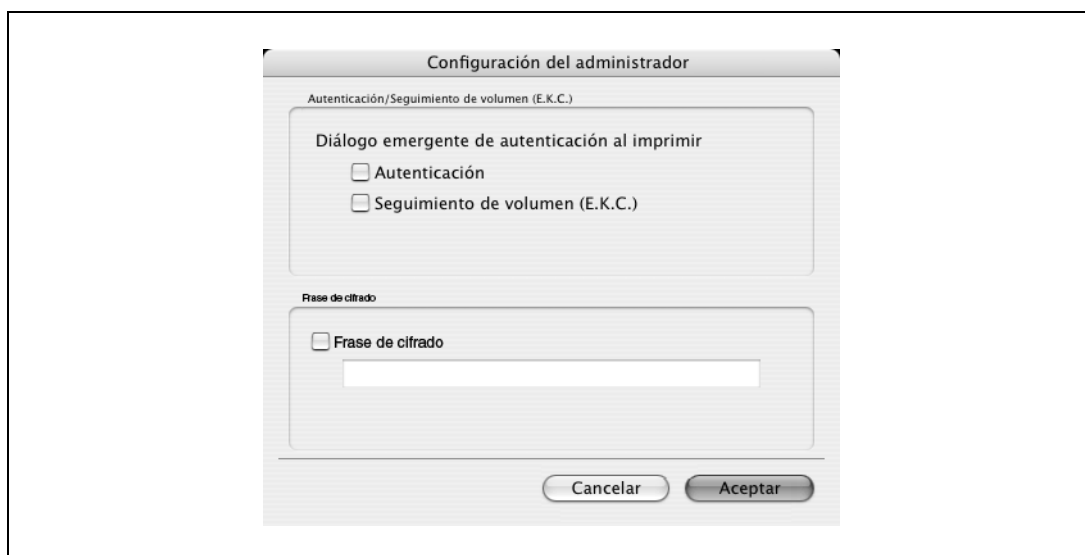 Configuración del administrador
Autenticación/Seguimiento de volumen (E.K.C.)
Diálogo emergente de autenticación al imprimir
Autenticación
Seguimiento de volumen (E.K.C.)
Frase de cifrado
Frase de cifrado
Cancelar
Aceptar